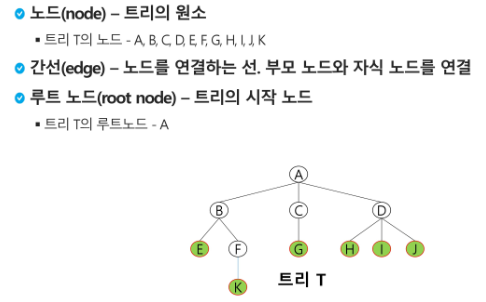 노드(node) – 트리의 원소
트리 T의 노드 - A, B, C, D, E, F, G, H, I, J, K
간선(edge) – 노드를 연결하는 선. 부모 노드와 자식 노드를 연결
루트 노드(root node) – 트리의 시작 노드
트리 T의 루트노드 - A
A
B C D
E F G H I J
K 트리 T